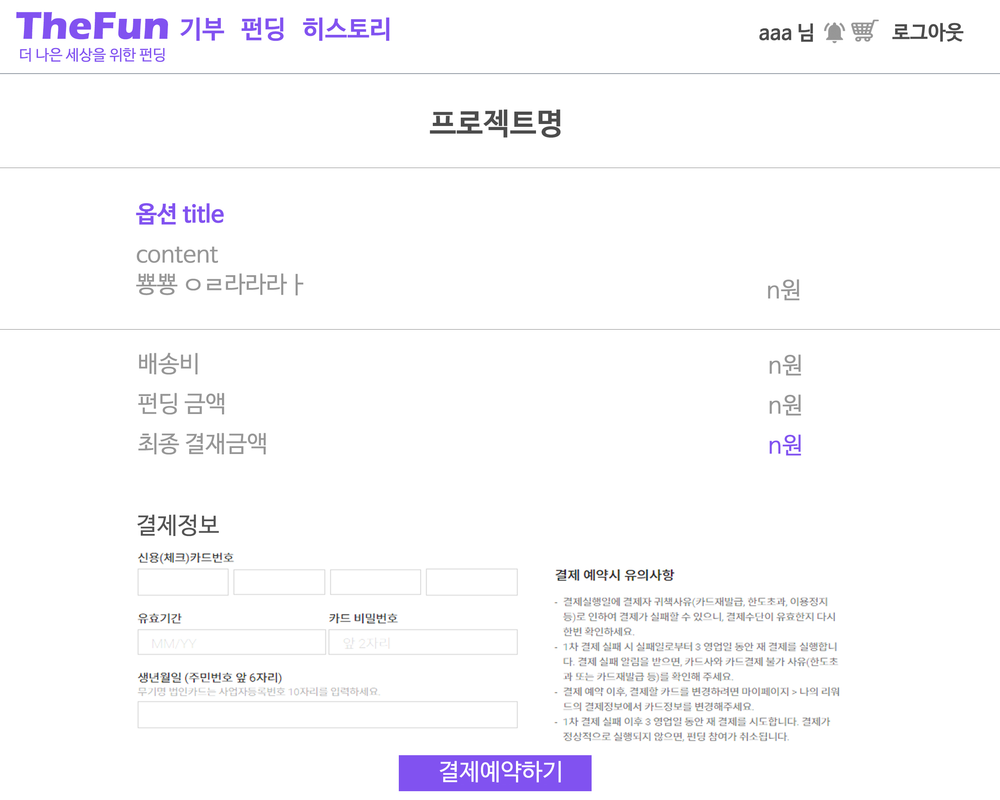 TheFun 기부 펀딩 히스토리
더 나은 세상을 위한 펀딩
aaa 님 로그아웃
프로젝트명
옵션 title
content
뿅뿅 ㅇㄹ라라라ㅏ
n원
배송비 n원
펀딩 금액 n원
최종 결재금액 n원
결제정보
신용(체크)카드번호
유효기간 카드 비밀번호
MM/YY 앞 2자리
생년월일 (주민번호 앞 6자리)
무기명 법인카드는 사업자등록번호 10자리를 입력하세요.
결제 예약시 유의사항
- 결제실행일에 결제자 귀책사유(카드재발급, 한도초과, 이용정지
등)로 인하여 결제가 실패할 수 있으니, 결제수단이 유효한지 다시
한번 확인하세요.
- 1차 결제 실패 시 실패일로부터 3 영업일 동안 재 결제를 실행합니
다. 결제 실패 알림을 받으면, 카드사와 카드결제 불가 사유(한도초
과 또는 카드재발급 등)를 확인해 주세요.
- 결제 예약 이후, 결제할 카드를 변경하려면 마이페이지 > 나의 리워
드의 결제정보에서 카드정보를 변경해주세요.
- 1차 결제 실패 이후 3 영업일 동안 재 결제를 시도합니다. 결제가
정상적으로 실행되지 않으면, 펀딩 참여가 취소됩니다.
결제예약하기